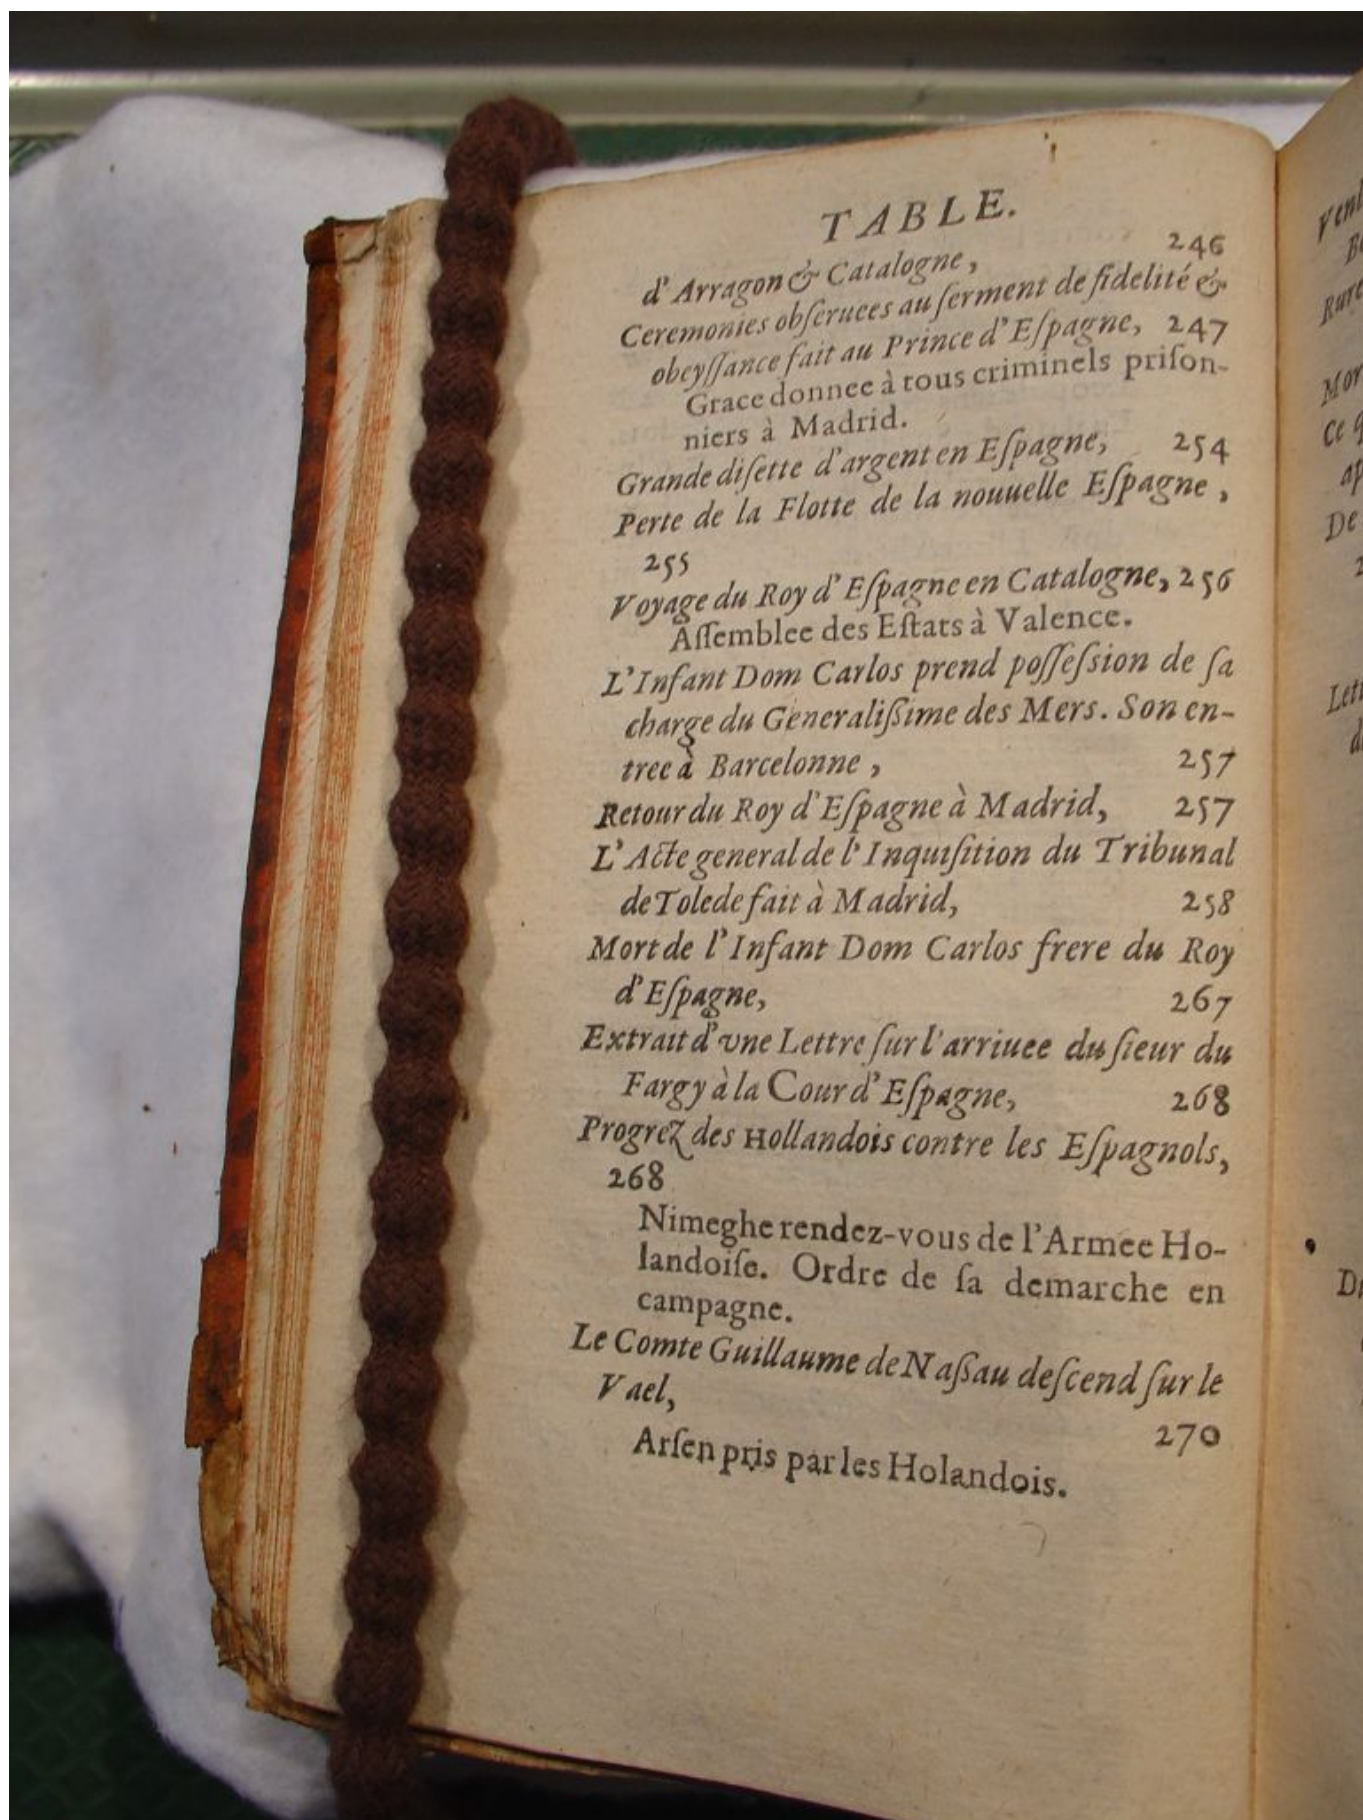 TABLE.
d'Arragon & Catalogne, 246
Ceremonies obſeruees au ſerment de fidelité &
obeyſſance fait au Prince d'Eſpagne, 247
Grace donnee à tous criminels priſon-
niers à Madrid.
Grande diſette d'argent en Eſpagne, 254
Perte de la Flotte de la nouuelle Eſpagne,
255
Voyage du Roy d'Eſpagne en Catalogne, 256
Aſſemblee des Eſtats à Valence.
L'Infant Dom Carlos prend poſſeſsion de ſa
charge du Generaliſsime des Mers. Son en-
tree à Barcelonne, 257
Retour du Roy d'Eſpagne à Madrid, 257
L'Acte general de l'Inquiſition du Tribunal
de Tolede fait à Madrid, 258
Mort de l'Infant Dom Carlos frere du Roy
d'Eſpagne, 267
Extrait d'vne Lettre ſur l'arriuee du ſieur du
Fargy à la Cour d'Eſpagne, 268
Progrez des Hollandois contre les Eſpagnols,
268
Nimeghe rendez-vous de l'Armee Ho-
landoiſe. Ordre de ſa demarche en
campagne.
Le Comte Guillaume de Naſsau deſcend ſur le
Vael, 270
Arſen pris par les Holandois.
De